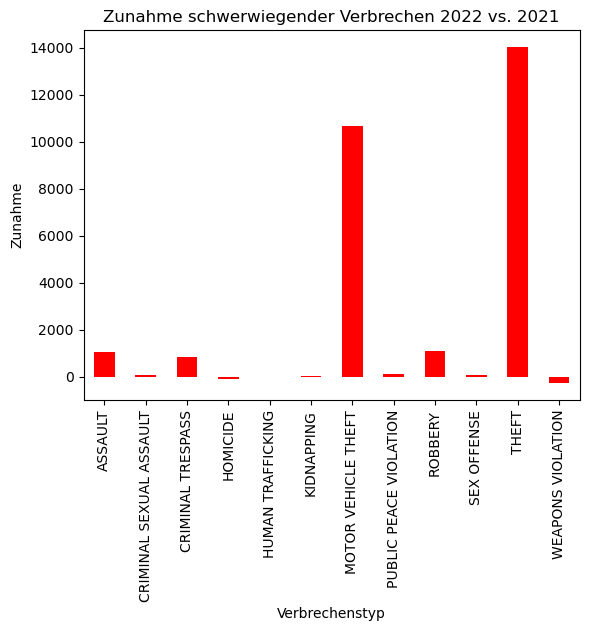 Zunahme schwerwiegender Verbrechen 2022 vs. 2021
14000
12000
10000
8000
6000
4000
2000
0
Zunahme
ASSAULT
CRIMINAL SEXUAL ASSAULT
CRIMINAL TRESPASS
HOMICIDE
HUMAN TRAFFICKING
KIDNAPPING
MOTOR VEHICLE THEFT
PUBLIC PEACE VIOLATION
ROBBERY
SEX OFFENSE
THEFT
WEAPONS VIOLATION
Verbrechenstyp